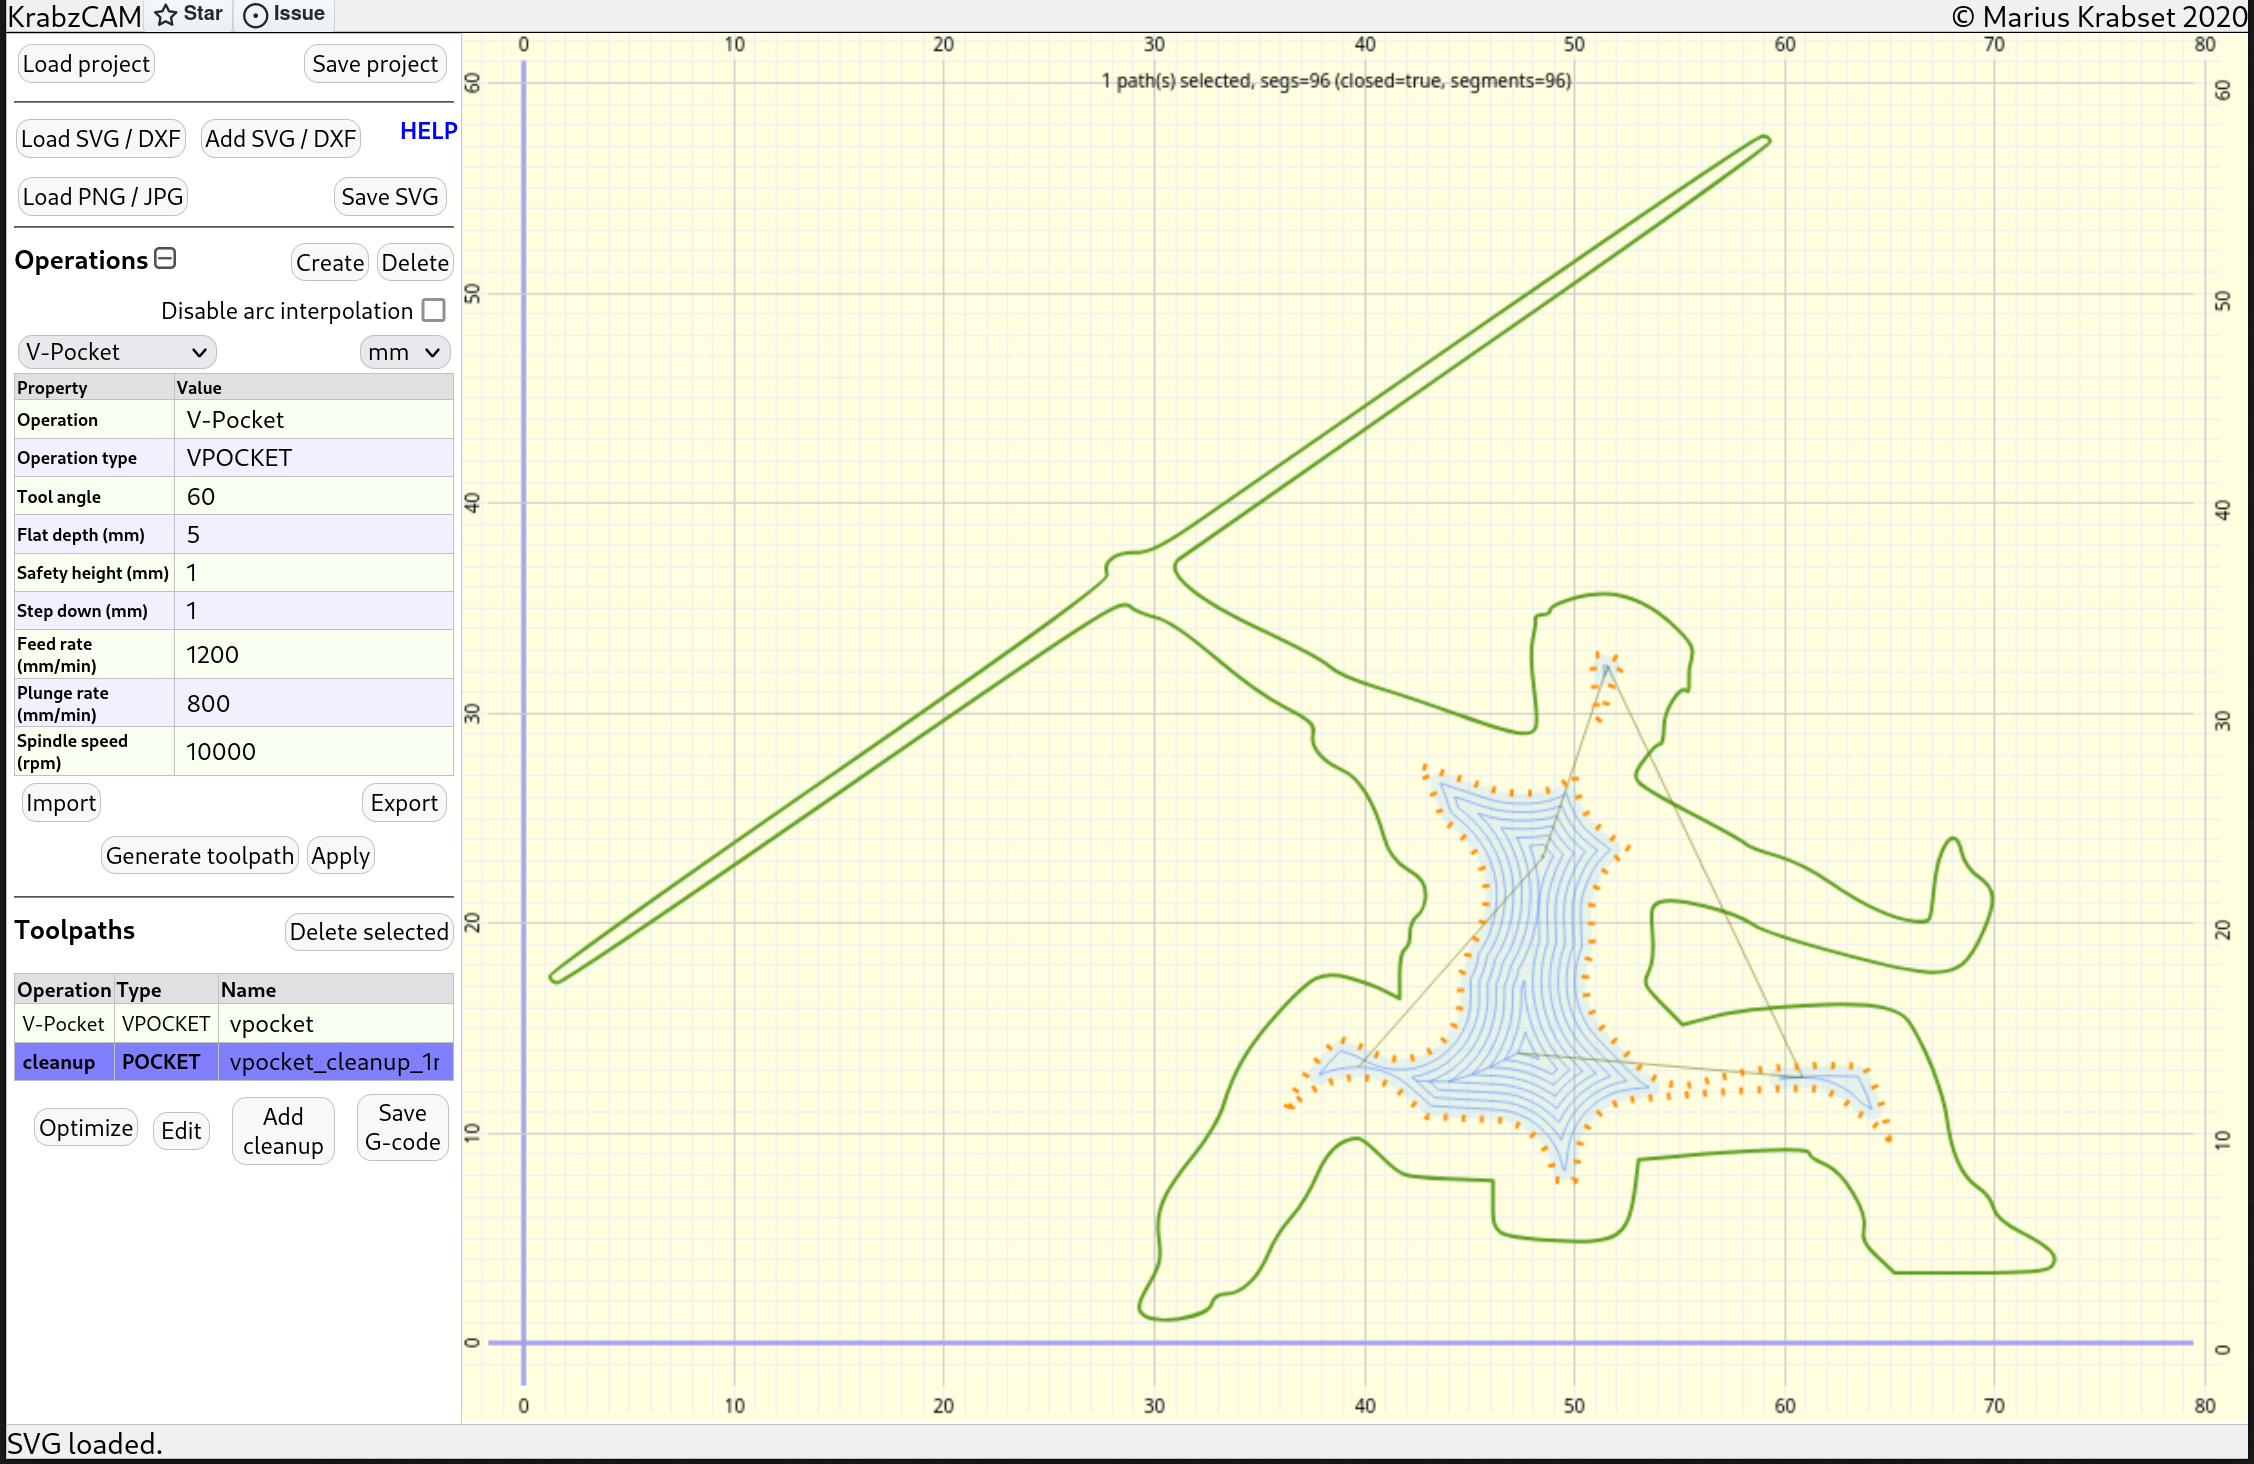 KrabzCAM Star Issue © Marius Krabset 2020
Load project Save project
Load SVG / DXF Add SVG / DXF HELP
Load PNG / JPG Save SVG
Operations Create Delete
Disable arc interpolation
V-Pocket mm
Property Value
Operation V-Pocket
Operation type VPOCKET
Tool angle 60
Flat depth (mm) 5
Safety height (mm) 1
Step down (mm) 1
Feed rate (mm/min) 1200
Plunge rate (mm/min) 800
Spindle speed (rpm) 10000
Import Export
Generate toolpath Apply
Toolpaths Delete selected
Operation Type Name
V-Pocket VPOCKET vpocket
cleanup POCKET vpocket_cleanup_1r
Optimize Edit Add cleanup Save G-code
0 10 20 30 40 50 60 70 80
1 path(s) selected, segs=96 (closed=true, segments=96)
60 60
50 50
40 40
30 30
20 20
10 10
0 0
0 10 20 30 40 50 60 70 80
SVG loaded.